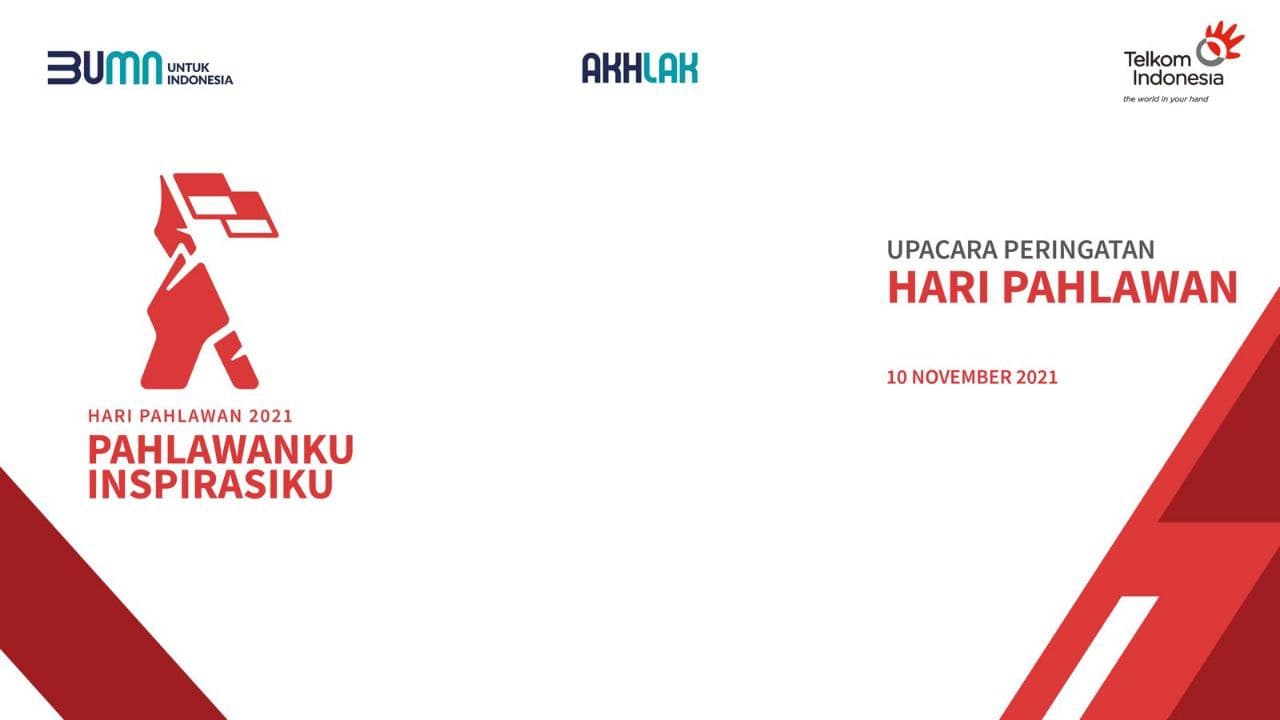 BUMN UNTUK
INDONESIA
AKHLAK
Telkom
Indonesia
the world in your hand
HARI PAHLAWAN 2021
PAHLAWANKU
INSPIRASIKU
UPACARA PERINGATAN
HARI PAHLAWAN
10 NOVEMBER 2021